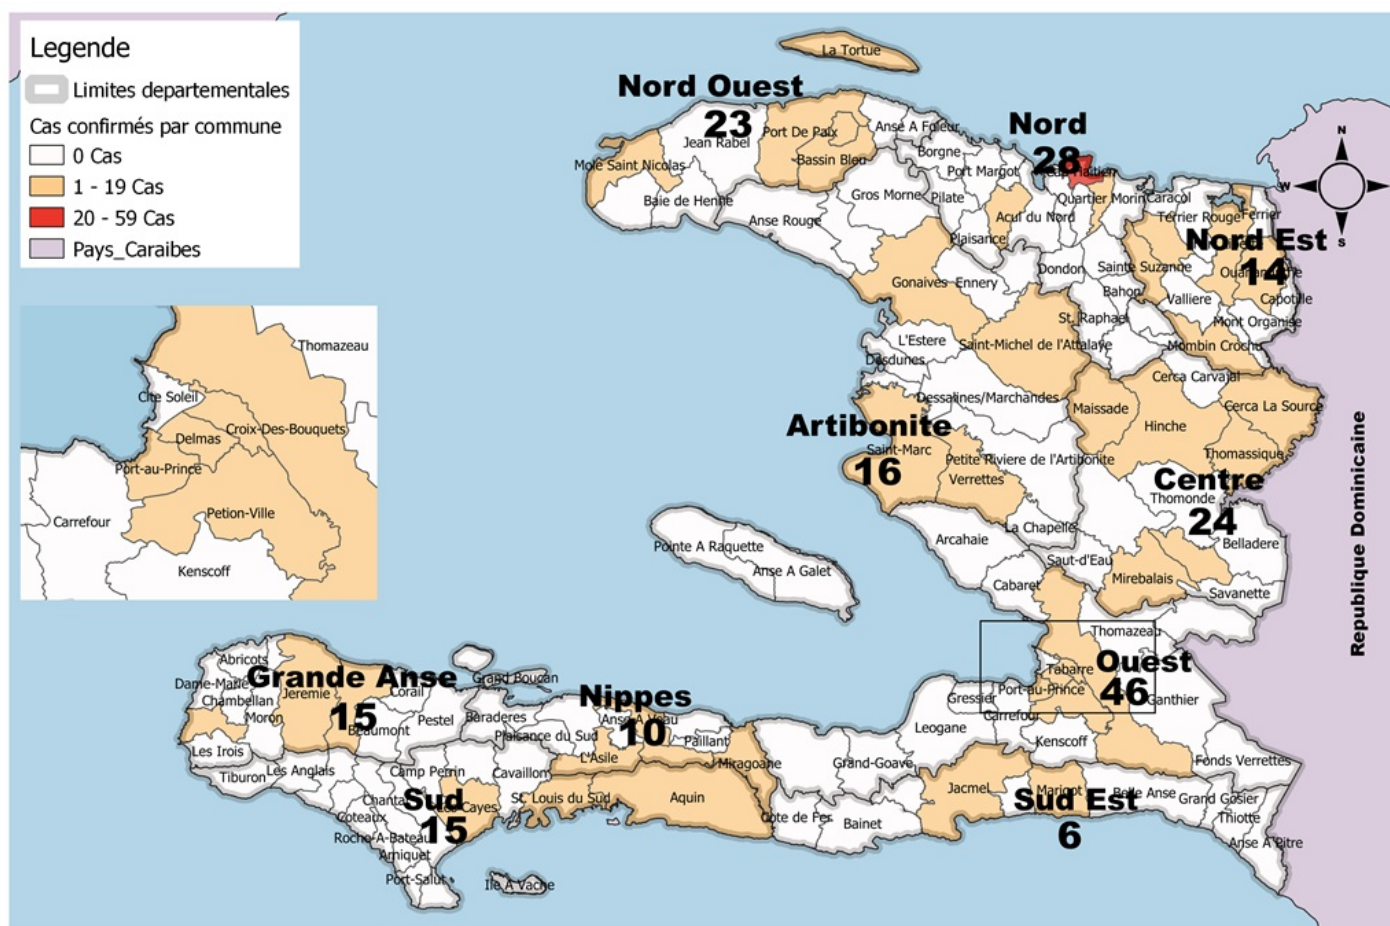 Legende
Limites departementales
Cas confirmés par commune
0 Cas
1 - 19 Cas
20 - 59 Cas
Pays_Caraibes
La Tortue
Nord Ouest
23
Port De Paix
Jean Rabel
Anse A Foleur
Mole Saint Nicolas
Bassin Bleu
Baie de Henne
Anse Rouge
Nord
28
Borgne
Port Margot
Gros Morne
Pilate
Quartier Morin
Caracol
Acul du Nord
Plaisance
Terrier Rouge
Ferrier
N
W
S
Nord Est
14
Dondon
Sainte Suzanne
Bahon
Valliere
Capotille
Mont Organise
St. Raphael
Mombin Crochu
Gonaives
Ennery
L'Estere
Saint-Michel de l'Attalaye
Desdunes
Cerca Carvajal
Dessalines/Marchandes
Maissade
Cerca La Source
Hinche
Artibonite
16
Saint-Marc
Petite Riviere de l'Artibonite
Verrettes
Thomassique
Centre
24
Thomonde
La Chapelle
Belladere
Arcahaie
Saut-d'Eau
Mirebalais
Cabaret
Savanette
Republique Dominicaine
Pointe A Raquette
Anse A Galet
Thomazeau
Cite Soleil
Delmas
Croix-Des-Bouquets
Port-au-Prince
Carrefour
Petion-Ville
Kenscoff
Thomazeau
Ouest
46
Tabarre
Port-au-Prince
Gressier
Carrefour
Ganthier
Leogane
Kenscoff
Fonds Verrettes
Grand-Goave
Abricots
Dame-Marie
Grande Anse
15
Chambellan
Jeremie
Corail
Moron
Beaumont
Pestel
Les Irois
Grand Boucan
Baraderes
Nippes
10
Anse A Veau
Plaisance du Sud
Paillant
L'Asile
Miragoane
Tiburon
Les Anglais
Camp Perrin
Cavaillon
Sud
15
St. Louis du Sud
Aquin
Coteaux
Roche-A-Bateau
Arniquet
Port-Salut
Ile A Vache
Cote de Fer
Bainet
Jacmel
Marigot
Sud Est
6
Belle Anse
Grand Gosier
Thiotte
Anse A Pitre